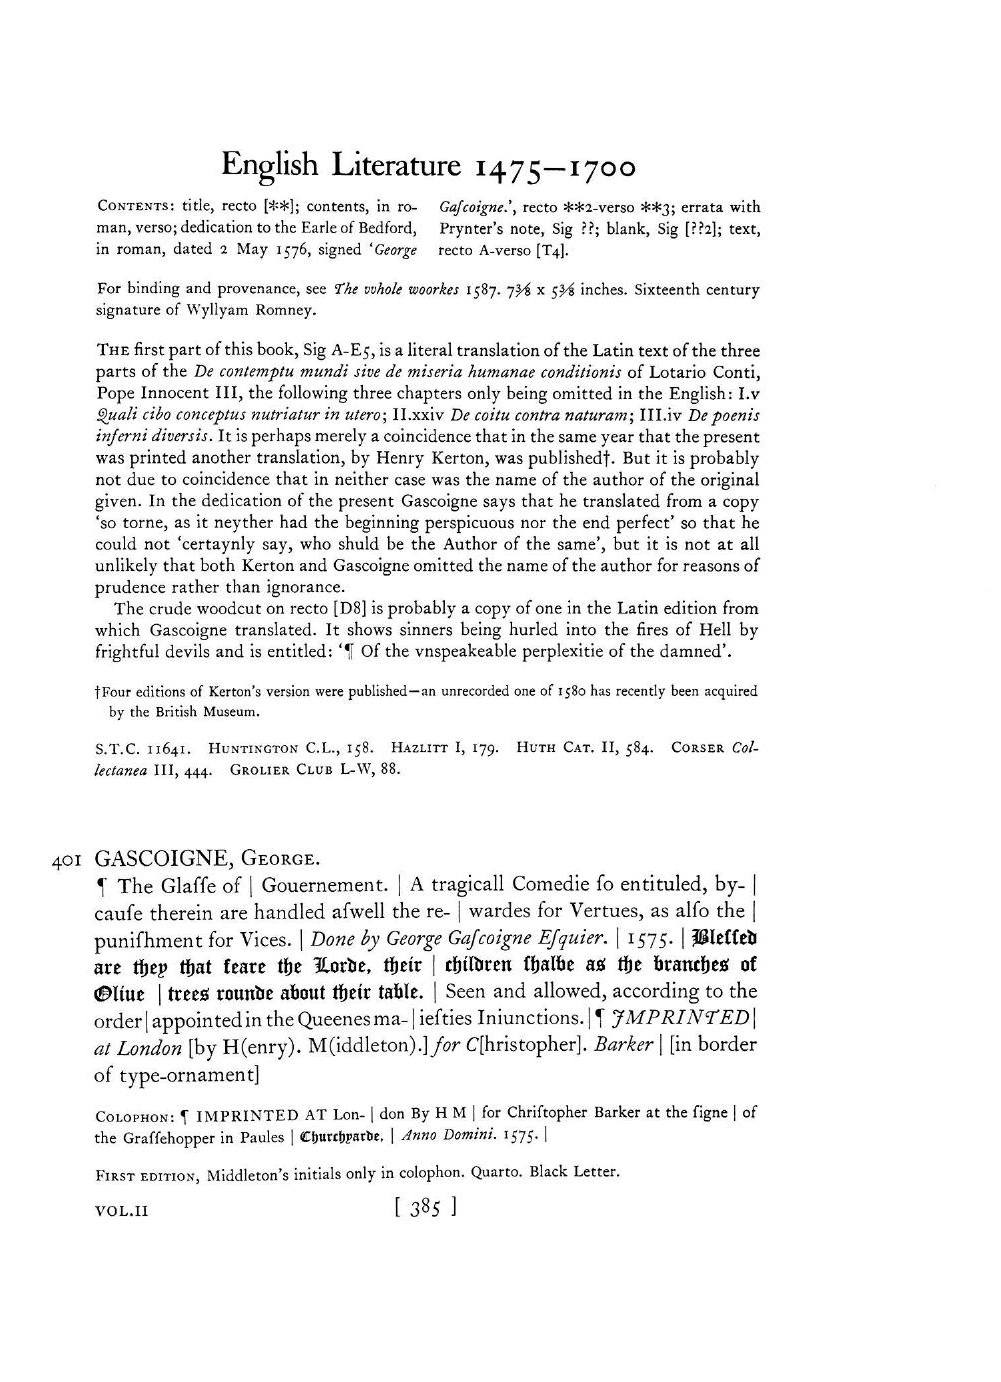 English Literature 1475—1700
CONTENTS: title, recto [**]; contents, in ro-
man, verso; dedication to the Earle of Bedford,
in roman, dated 2 May 1576, signed ‘George
Gaſcoigne.’, recto **2-verso **3; errata with
Prynter's note, Sig ??; blank, Sig [??2]; text,
recto A-verso [T4].
For binding and provenance, see The vvhole woorkes 1587. 7⅜ x 5⅜ inches. Sixteenth century
signature of Wyllyam Romney.
THE first part of this book, Sig A-E5, is a literal translation of the Latin text of the three
parts of the De contemptu mundi sive de miseria humanae conditionis of Lotario Conti,
Pope Innocent III, the following three chapters only being omitted in the English: I.v
Quali cibo conceptus nutriatur in utero; II.xxiv De coitu contra naturam; III.iv De poenis
inferni diversis. It is perhaps merely a coincidence that in the same year that the present
was printed another translation, by Henry Kerton, was published†. But it is probably
not due to coincidence that in neither case was the name of the author of the original
given. In the dedication of the present Gascoigne says that he translated from a copy
‘so torne, as it neyther had the beginning perspicuous nor the end perfect’ so that he
could not ‘certaynly say, who shuld be the Author of the same’, but it is not at all
unlikely that both Kerton and Gascoigne omitted the name of the author for reasons of
prudence rather than ignorance.
The crude woodcut on recto [D8] is probably a copy of one in the Latin edition from
which Gascoigne translated. It shows sinners being hurled into the fires of Hell by
frightful devils and is entitled: ‘¶ Of the vnspeakeable perplexitie of the damned’.
†Four editions of Kerton's version were published—an unrecorded one of 1580 has recently been acquired
by the British Museum.
S.T.C. 11641. HUNTINGTON C.L., 158. HAZLITT I, 179. HUTH CAT. II, 584. CORSER Col-
lectanea III, 444. GROLIER CLUB L-W, 88.
401 GASCOIGNE, GEORGE.
¶ The Glaſſe of | Gouernement. | A tragicall Comedie ſo entituled, by- |
cauſe therein are handled aſwell the re- | wardes for Vertues, as alſo the |
puniſhment for Vices. | Done by George Gaſcoigne Eſquier. | 1575. | Bleſſed
are they that feare the Lorde, their | children ſhalbe as the branches of
Oliue | trees rounde about their table. | Seen and allowed, according to the
order | appointed in the Queenes ma- | ieſties Iniunctions. | ¶ IMPRINTED |
at London [by H(enry). M(iddleton).] for C[hristopher]. Barker | [in border
of type-ornament]
COLOPHON: ¶ IMPRINTED AT Lon- | don By H M | for Chriſtopher Barker at the ſigne | of
the Graſſehopper in Paules | Churchyarde, | Anno Domini. 1575. |
FIRST EDITION, Middleton's initials only in colophon. Quarto. Black Letter.
VOL.II [ 385 ]